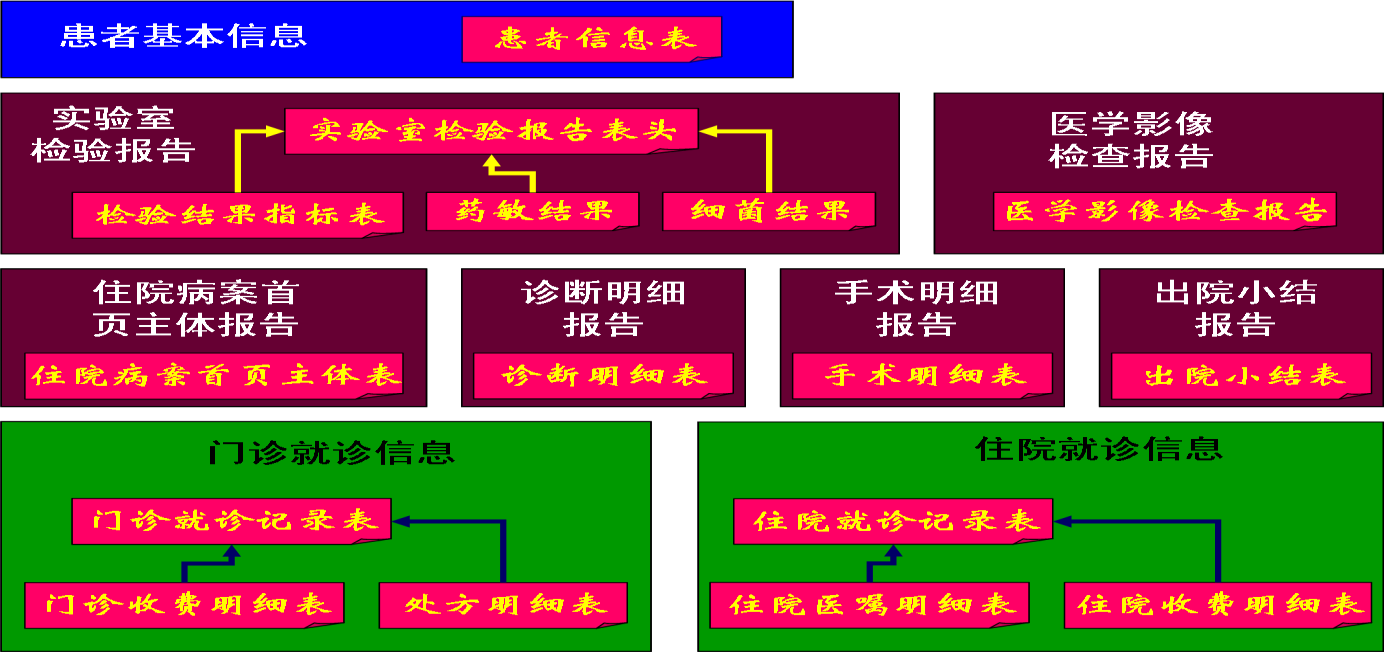 患者基本信息
患者信息表
实验室
检验报告
实验室检验报告表头
检验结果指标表
药敏结果
细菌结果
医学影像
检查报告
医学影像检查报告
住院病案首
页主体报告
住院病案首页主体表
诊断明细
报告
诊断明细表
手术明细
报告
手术明细表
出院小结
报告
出院小结表
门诊就诊信息
门诊就诊记录表
门诊收费明细表
处方明细表
住院就诊信息
住院就诊记录表
住院医嘱明细表
住院收费明细表